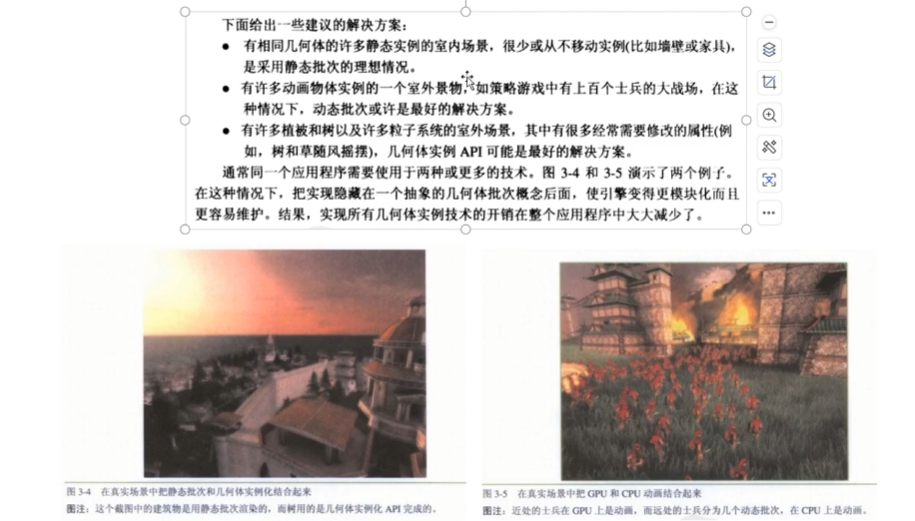 下面给出一些建议的解决方案：
● 有相同几何体的许多静态实例的室内场景，很少或从不移动实例(比如墙壁或家具)，
是采用静态批次的理想情况。
● 有许多动画物体实例的一个室外景物，如策略游戏中有上百个士兵的大战场，在这
种情况下，动态批次或许是最好的解决方案。
● 有许多植被和树以及许多粒子系统的室外场景，其中有很多经常需要修改的属性(例
如，树和草随风摇摆)，几何体实例 API 可能是最好的解决方案。
通常同一个应用程序需要使用于两种或更多的技术。图 3-4 和 3-5 演示了两个例子。
在这种情况下，把实现隐藏在一个抽象的几何体批次概念后面，使引擎变得更模块化而且
更容易维护。结果，实现所有几何体实例技术的开销在整个应用程序中大大减少了。
图 3-4 在真实场景中把静态批次和几何体实例化结合起来
图注：这个截图中的建筑物是用静态批次渲染的，而树用的是几何体实例化 API 完成的。
图 3-5 在真实场景中把 GPU 和 CPU 动画结合起来
图注：近处的士兵在 GPU 上是动画，而远处的士兵分为几个动态批次，在 CPU 上是动画。